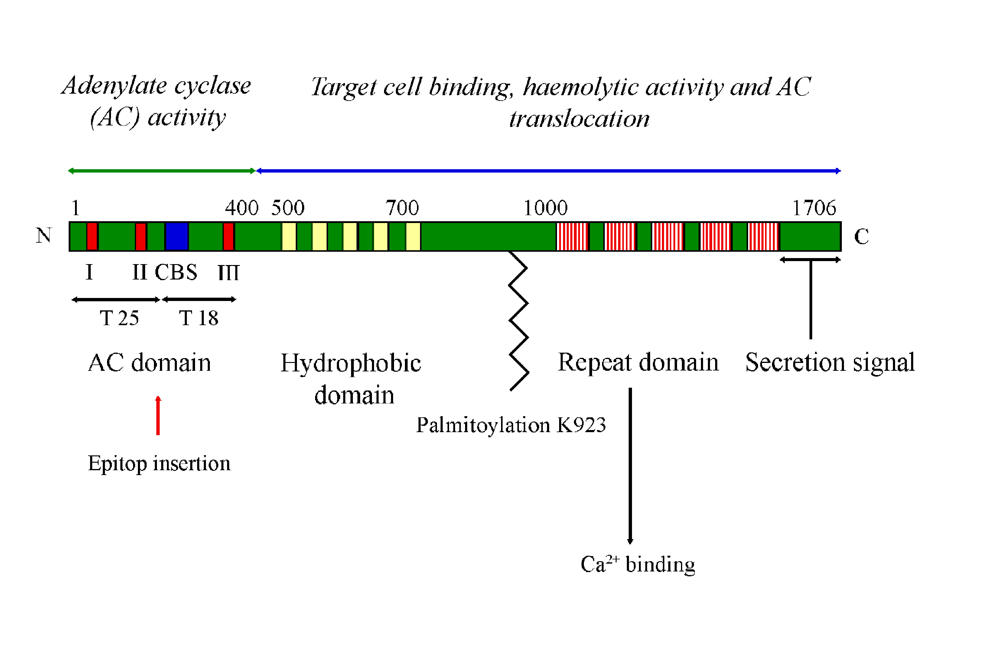 Adenylate cyclase
(AC) activity
Target cell binding, haemolytic activity and AC
translocation
1 400 500 700 1000 1706
N C
I II CBS III
T 25 T 18
AC domain
Hydrophobic
domain
Repeat domain
Secretion signal
Palmitoylation K923
Epitop insertion
Ca²⁺ binding